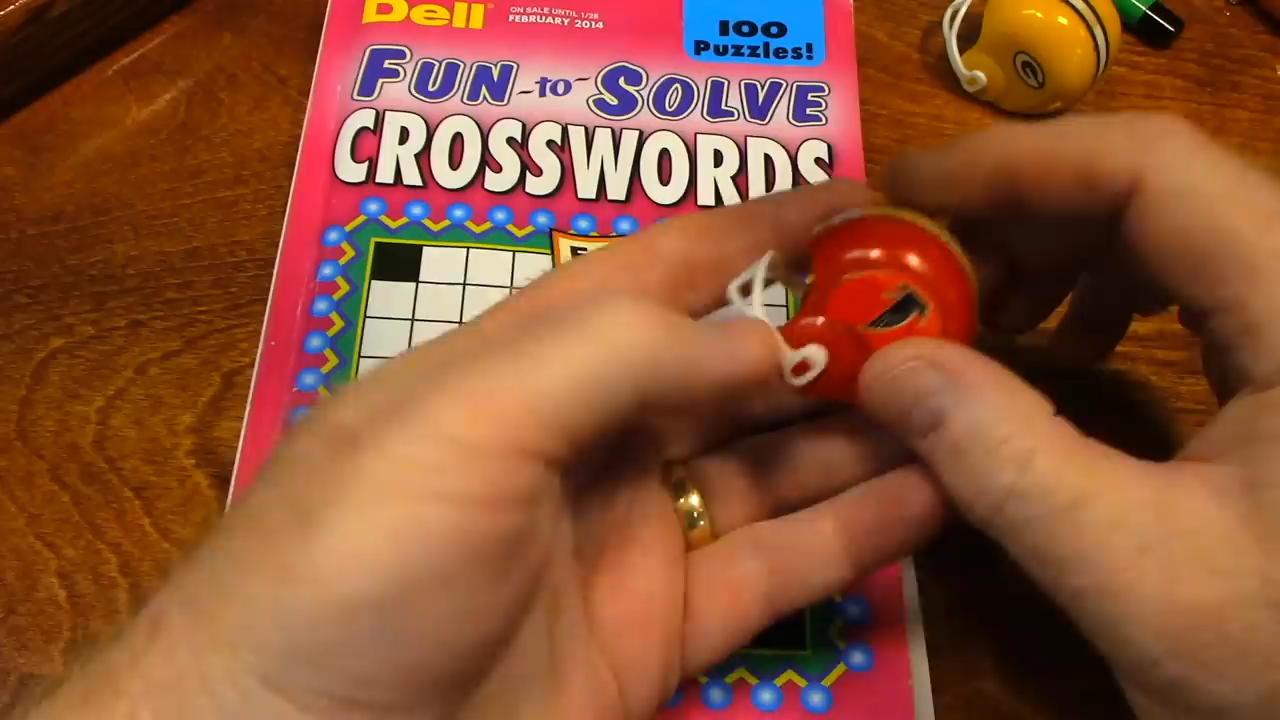 Dell
ON SALE UNTIL 1/28
FEBRUARY 2014
100
Puzzles!
FUN-to-SOLVE
CROSSWORDS
G